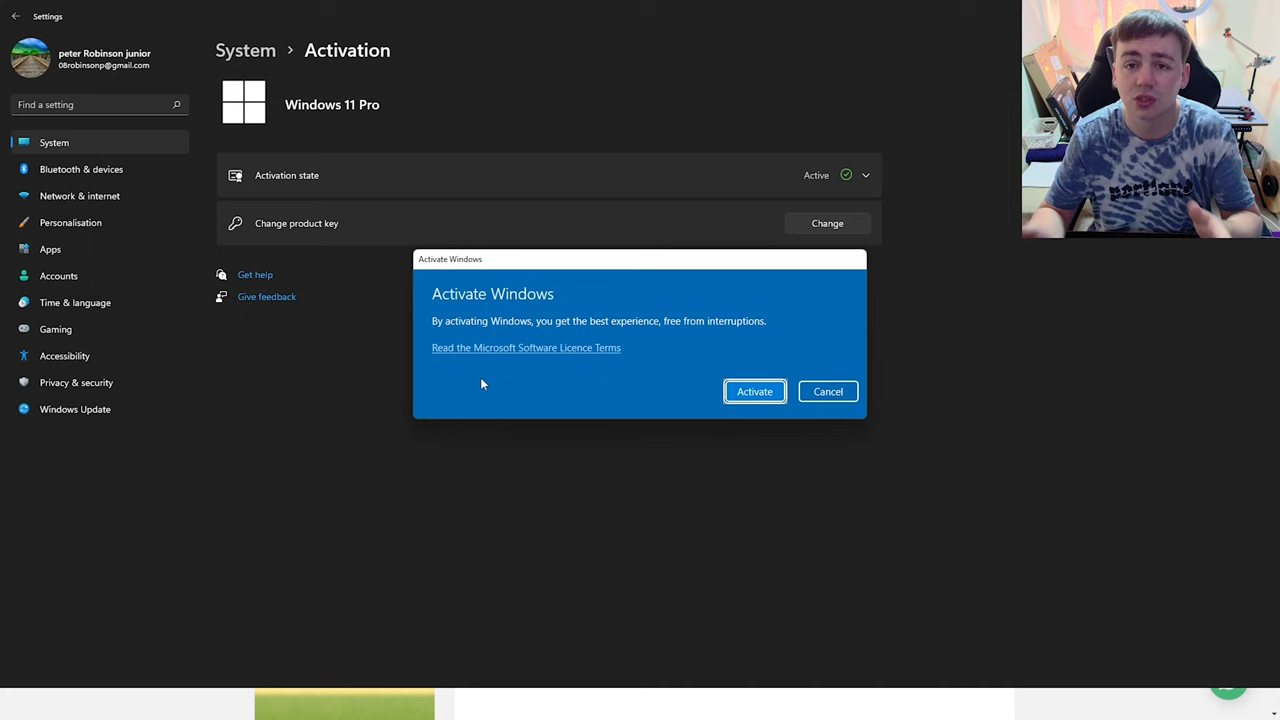 Settings
peter Robinson junior
08robinsonp@gmail.com
Find a setting
System
Bluetooth & devices
Network & internet
Personalisation
Apps
Accounts
Time & language
Gaming
Accessibility
Privacy & security
Windows Update
System > Activation
Windows 11 Pro
Activation state
Active
Change product key
Change
Get help
Give feedback
Activate Windows
Activate Windows
By activating Windows, you get the best experience, free from interruptions.
Read the Microsoft Software Licence Terms
Activate
Cancel